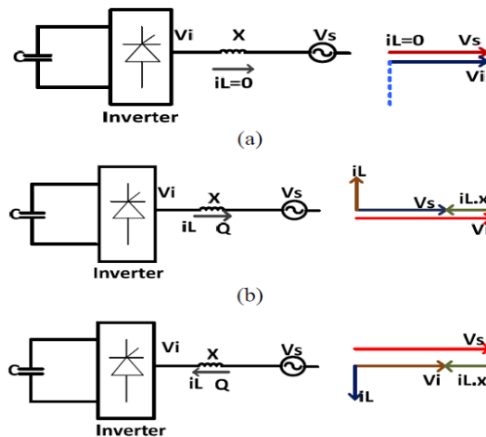 Vi X Vs iL=0 Vs
C iL=0 Vi
Inverter
(a)
iL
Vi X Vs Vs iL.x
C iL Q Vi
Inverter
(b)
Vs
Vi X Vs
C iL Q Vi iL.x
iL
Inverter